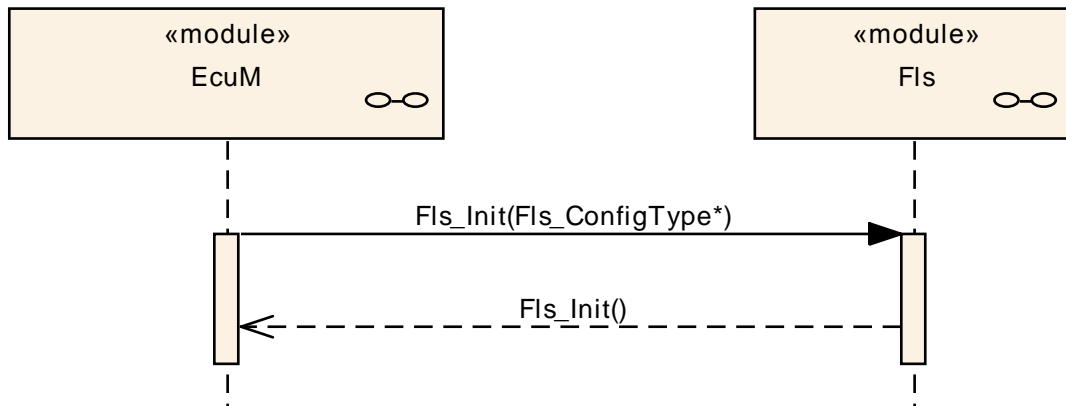 «module»
EcuM
«module»
Fls
Fls_Init(Fls_ConfigType*)
Fls_Init()